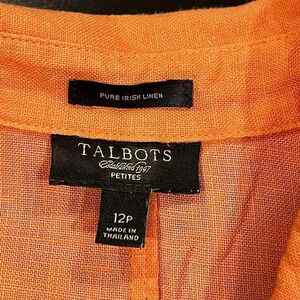 PURE IRISH LINEN
TALBOTS
Established 1947
PETITES
12P
MADE IN
THAILAND